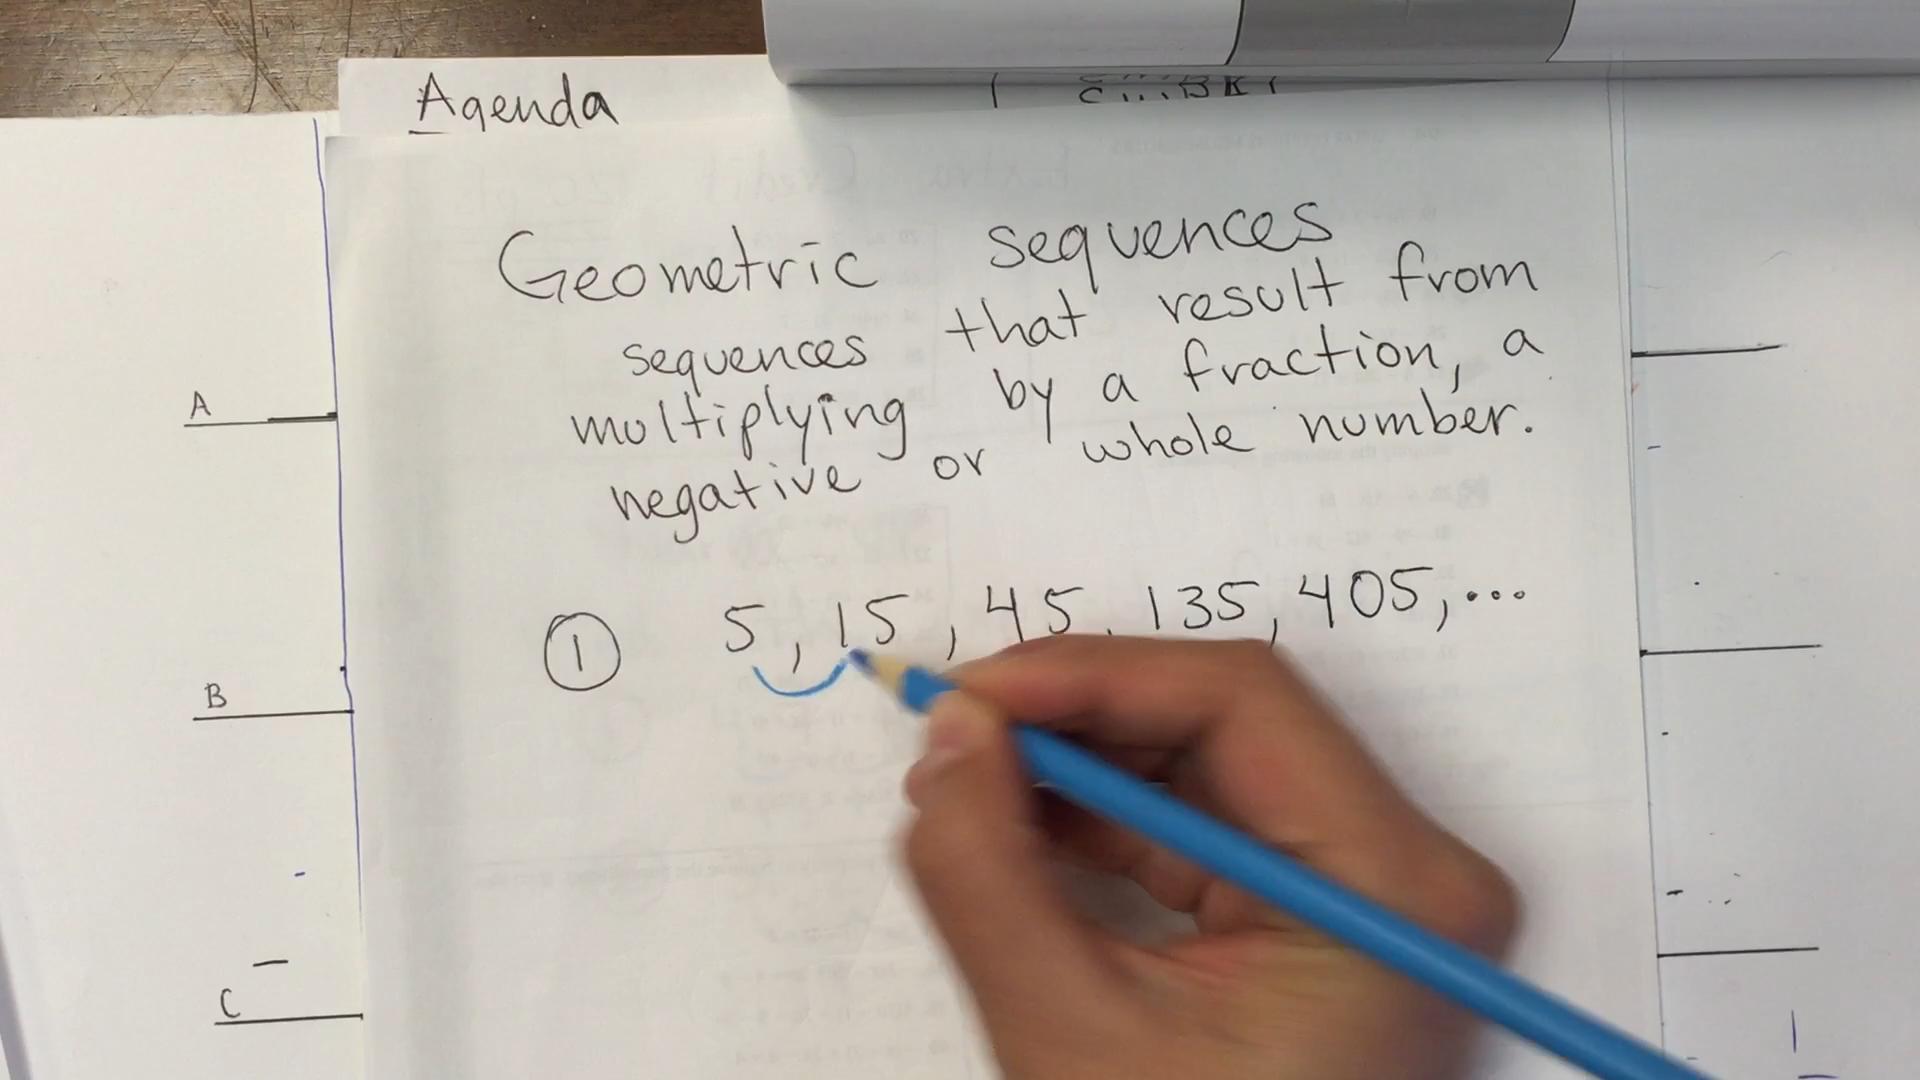 Agenda
Geometric sequences
sequences that result from
multiplying by a fraction, a
negative or whole number.
① 5, 15, 45, 135, 405, ...
A
B
C